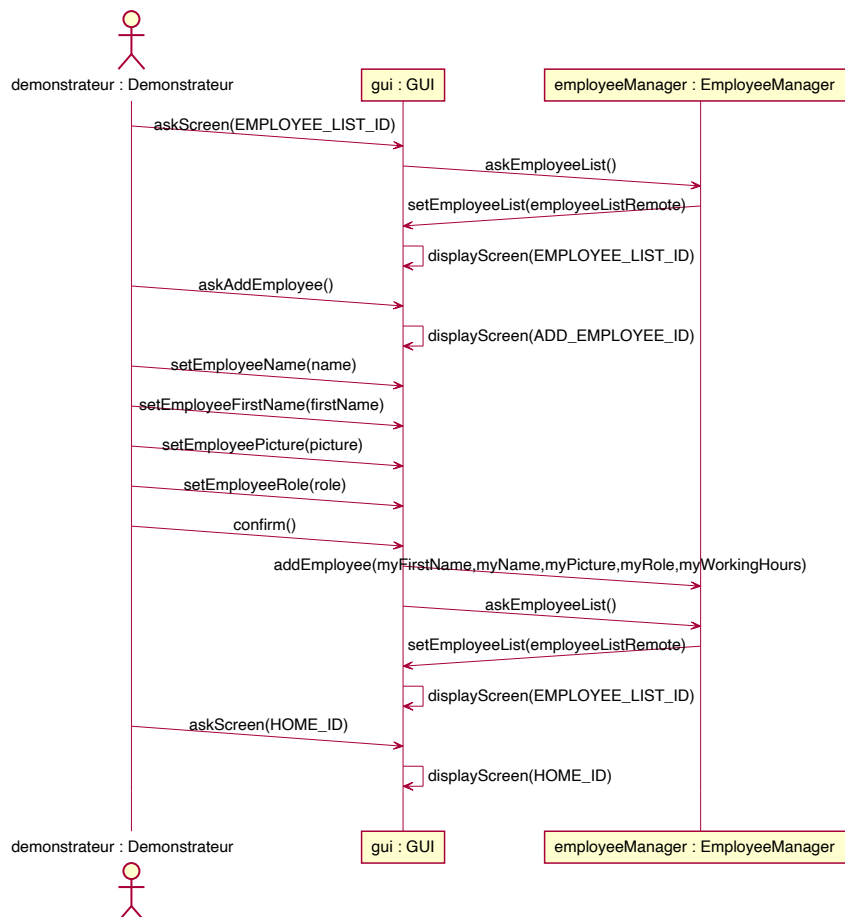 demonstrateur : Demonstrateur
gui : GUI
employeeManager : EmployeeManager
askScreen(EMPLOYEE_LIST_ID)
askEmployeeList()
setEmployeeList(employeeListRemote)
displayScreen(EMPLOYEE_LIST_ID)
askAddEmployee()
displayScreen(ADD_EMPLOYEE_ID)
setEmployeeName(name)
setEmployeeFirstName(firstName)
setEmployeePicture(picture)
setEmployeeRole(role)
confirm()
addEmployee(myFirstName,myName,myPicture,myRole,myWorkingHours)
askEmployeeList()
setEmployeeList(employeeListRemote)
displayScreen(EMPLOYEE_LIST_ID)
askScreen(HOME_ID)
displayScreen(HOME_ID)
demonstrateur : Demonstrateur
gui : GUI
employeeManager : EmployeeManager